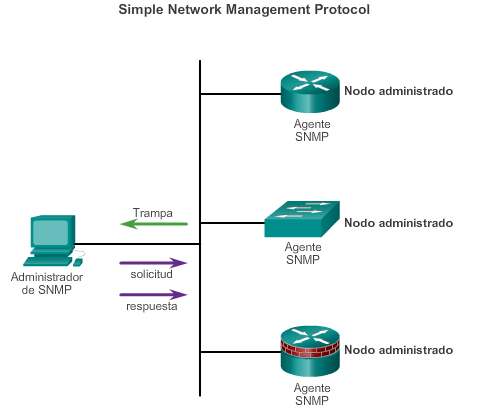 Simple Network Management Protocol
Nodo administrado
Agente
SNMP
Trampa
Nodo administrado
Agente
SNMP
Administrador
de SNMP
solicitud
respuesta
Nodo administrado
Agente
SNMP